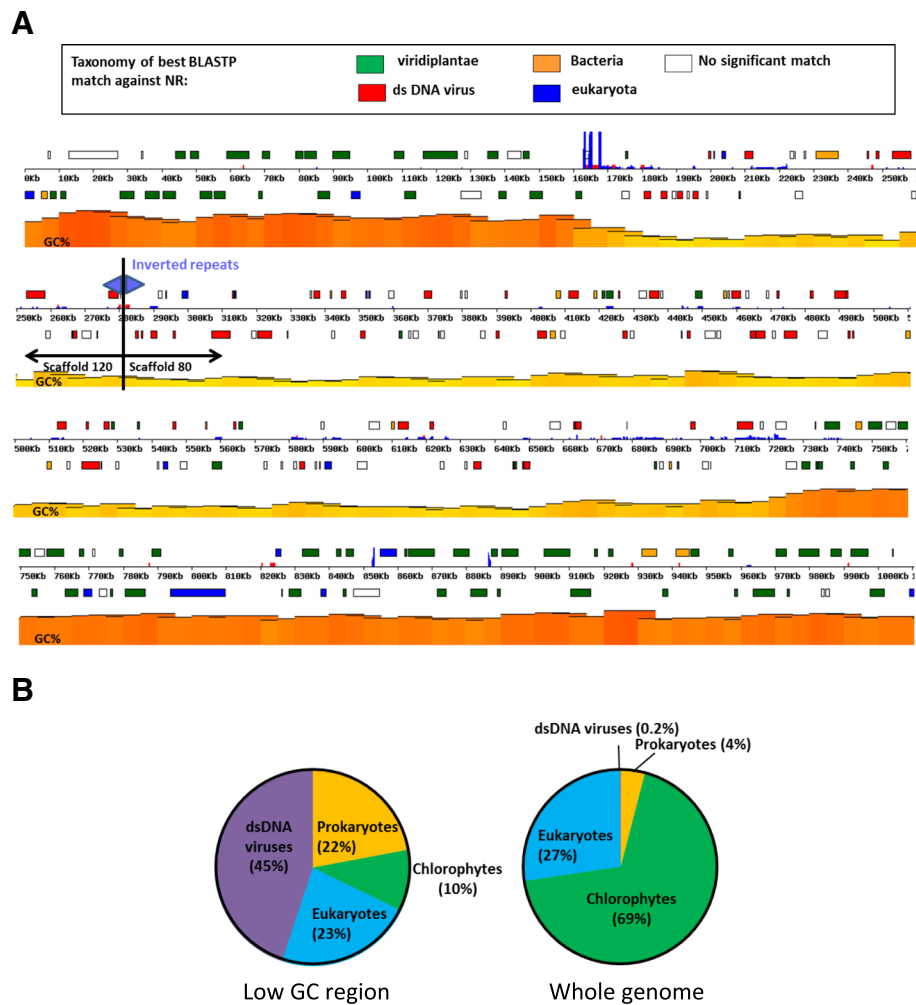 A
Taxonomy of best BLASTP
match against NR:
viridiplantae
Bacteria
No significant match
ds DNA virus
eukaryota
0Kb 10Kb 20Kb 30Kb 40Kb 50Kb 60Kb 70Kb 80Kb 90Kb 100Kb 110Kb 120Kb 130Kb 140Kb 150Kb 160Kb 170Kb 180Kb 190Kb 200Kb 210Kb 220Kb 230Kb 240Kb 250Kb
GC%
Inverted repeats
250Kb 260Kb 270Kb 280Kb 290Kb 300Kb 310Kb 320Kb 330Kb 340Kb 350Kb 360Kb 370Kb 380Kb 390Kb 400Kb 410Kb 420Kb 430Kb 440Kb 450Kb 460Kb 470Kb 480Kb 490Kb 500Kb
Scaffold 120 Scaffold 80
GC%
500Kb 510Kb 520Kb 530Kb 540Kb 550Kb 560Kb 570Kb 580Kb 590Kb 600Kb 610Kb 620Kb 630Kb 640Kb 650Kb 660Kb 670Kb 680Kb 690Kb 700Kb 710Kb 720Kb 730Kb 740Kb 750Kb
GC%
750Kb 760Kb 770Kb 780Kb 790Kb 800Kb 810Kb 820Kb 830Kb 840Kb 850Kb 860Kb 870Kb 880Kb 890Kb 900Kb 910Kb 920Kb 930Kb 940Kb 950Kb 960Kb 970Kb 980Kb 990Kb 1000Kb
GC%
B
dsDNA viruses (0.2%)
Prokaryotes (4%)
dsDNA
viruses
(45%)
Prokaryotes
(22%)
Chlorophytes
(10%)
Eukaryotes
(23%)
Eukaryotes
(27%)
Chlorophytes
(69%)
Low GC region
Whole genome